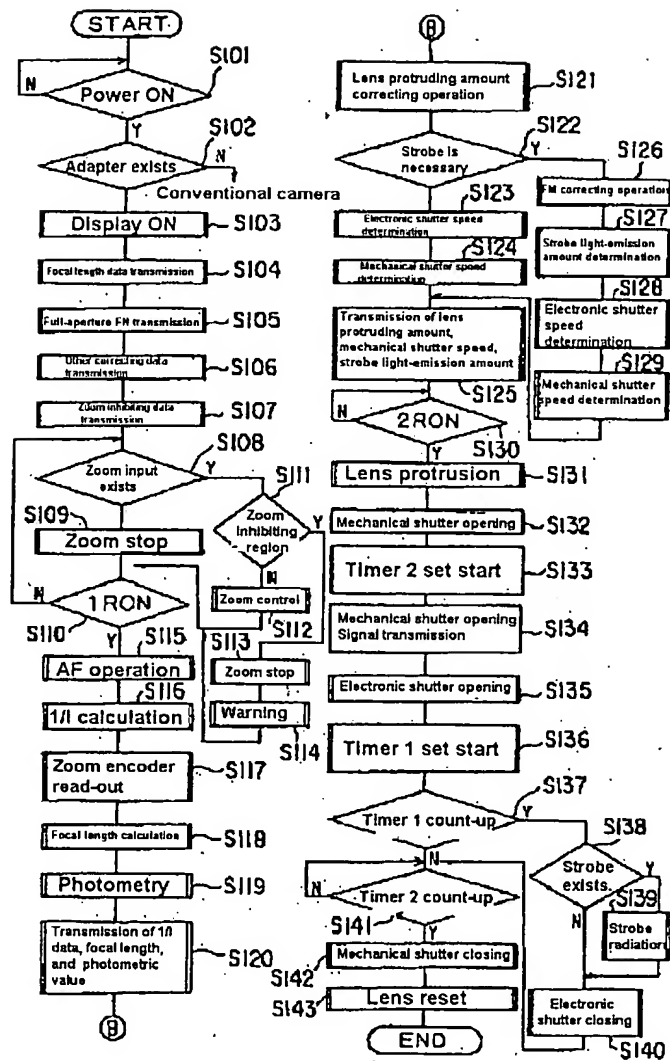 START
S101
N
Power ON
Y
S102
Adapter exists
N
Conventional camera
Display ON
S103
Focal length data transmission
S104
Full-aperture FN transmission
S105
Other correcting data
transmission
S106
Zoom inhibiting data
transmission
S107
S108
Zoom input
exists
Y
S111
S109
Zoom stop
Zoom
inhibiting
region
Y
N
N
1 RON
S110
Y
Zoom control
S112
S115
AF operation
S113
Zoom stop
S116
1/l calculation
Warning
S114
Zoom encoder
read-out
S117
Focal length calculation
S118
Photometry
S119
Transmission of 1/l
data, focal length,
and photometric
value
S120
B
B
Lens protruding amount
correcting operation
S121
S122
Strobe is
necessary
Y
S126
FM correcting operation
S123
Electronic shutter speed
determination
S127
Strobe light-emission
amount determination
S124
Mechanical shutter speed
determination
S128
Electronic shutter
speed
determination
Transmission of lens
protruding amount,
mechanical shutter speed,
strobe light-emission amount
S125
S129
Mechanical shutter
speed determination
N
2 RON
S130
Y
Lens protrusion
S131
Mechanical shutter opening
S132
Timer 2 set start
S133
Mechanical shutter opening
Signal transmission
S134
Electronic shutter opening
S135
Timer 1 set start
S136
S137
Timer 1 count-up
Y
S138
N
Strobe
exists.
Y
S139
N
Strobe
radiation
N
Timer 2 count-up
S141
Y
Mechanical shutter closing
S142
Electronic
shutter closing
S140
Lens reset
S143
END